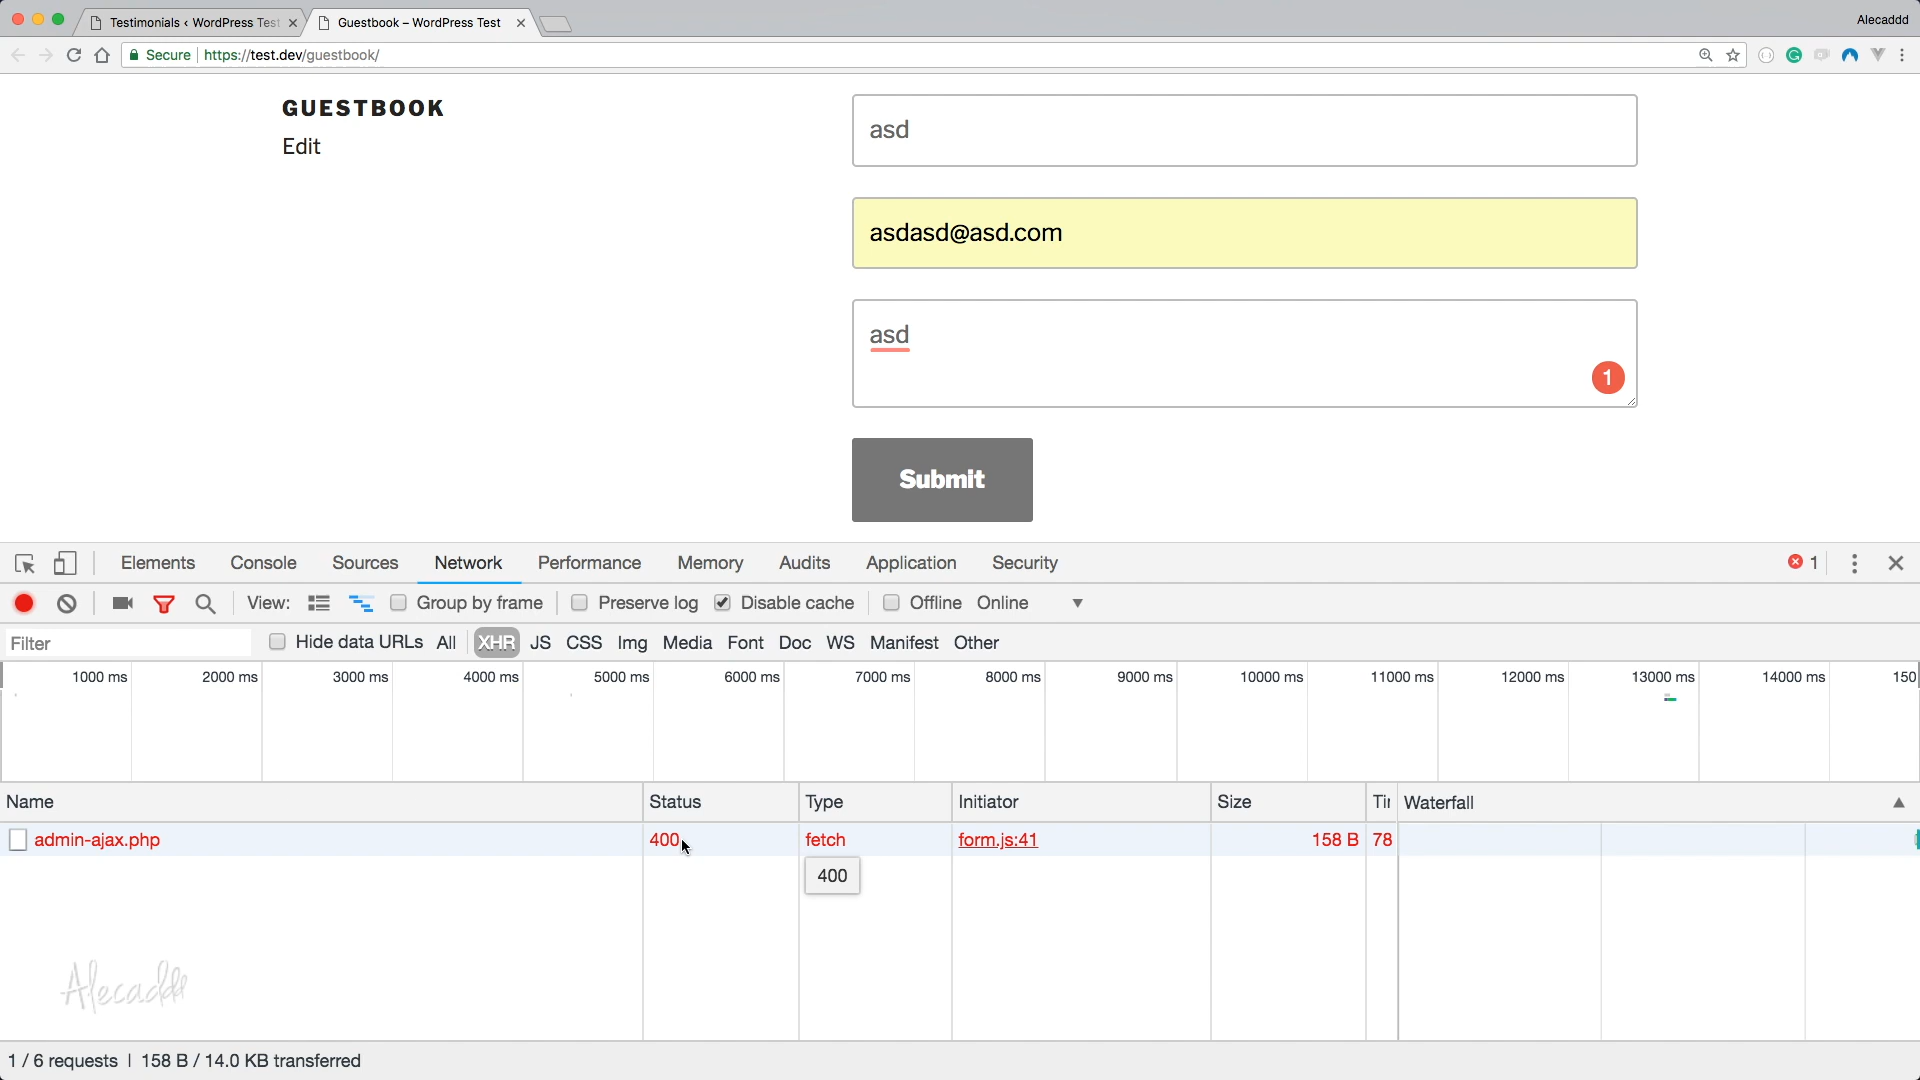 Testimonials ‹ WordPress Test
Guestbook – WordPress Test
Alecaddd
Secure
https://test.dev/guestbook/
GUESTBOOK
Edit
asd
asdasd@asd.com
asd
1
Submit
Elements Console Sources Network Performance Memory Audits Application Security 1
View: Group by frame Preserve log Disable cache Offline Online
Filter Hide data URLs All XHR JS CSS Img Media Font Doc WS Manifest Other
1000 ms 2000 ms 3000 ms 4000 ms 5000 ms 6000 ms 7000 ms 8000 ms 9000 ms 10000 ms 11000 ms 12000 ms 13000 ms 14000 ms 150
Name Status Type Initiator Size Tir Waterfall
admin-ajax.php 400 fetch form.js:41 158 B 78
400
Alecaddd
1 / 6 requests | 158 B / 14.0 KB transferred